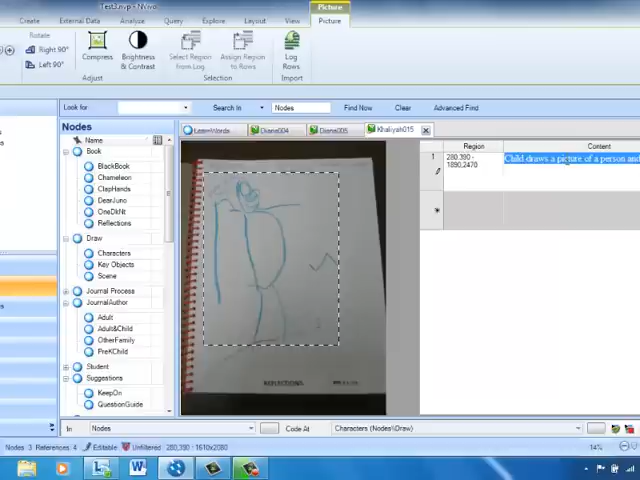 Test3.nvp - NVivo
Picture
Create External Data Analyse Query Explore Layout View Picture
Rotate
Right 90°
Left 90°
Compress
Brightness & Contrast
Select Region From Log
Assign Region to Rows
Log Rows
Adjust Selection Import
Look for: Search In Nodes Find Now Clear Advanced Find
Nodes
Name
Book
BlackBook
Chameleon
ClapHands
DearJuno
OneDkNt
Reflections
Draw
Characters
Key Objects
Scene
Journal Process
JournalAuthor
Adult
Adult&Child
OtherFamily
PreKChild
Student
Suggestions
KeepOn
QuestionGuide
Diana004
Diana005
Khaliyah015
REFLECTIONS
Region Content
1
280,390 - 1890,2470
Child draws a picture of a person and
In Nodes Code At Characters (Nodes\Draw)
Nodes: 3 References: 4 Editable Unfiltered 280,390 : 1610x2080 14%